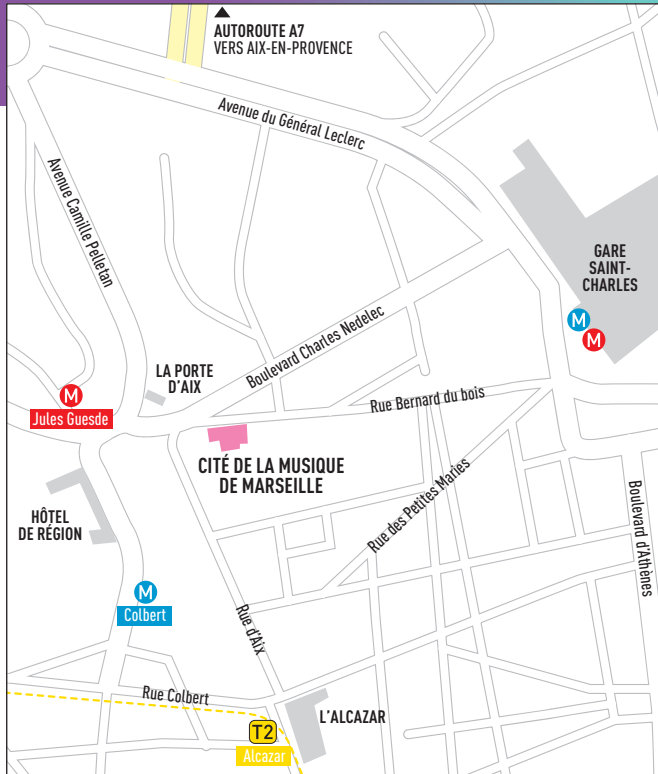 AUTOROUTE A7
VERS AIX-EN-PROVENCE
Avenue du Général Leclerc
Avenue Camille Pelletan
GARE
SAINT-
CHARLES
M
M
Boulevard Charles Nedelec
LA PORTE
D'AIX
M
Jules Guesde
Rue Bernard du bois
CITÉ DE LA MUSIQUE
DE MARSEILLE
Rue des Petites Maries
Boulevard d'Athènes
HÔTEL
DE RÉGION
M
Colbert
Rue d'Aix
Rue Colbert
L'ALCAZAR
T2
Alcazar